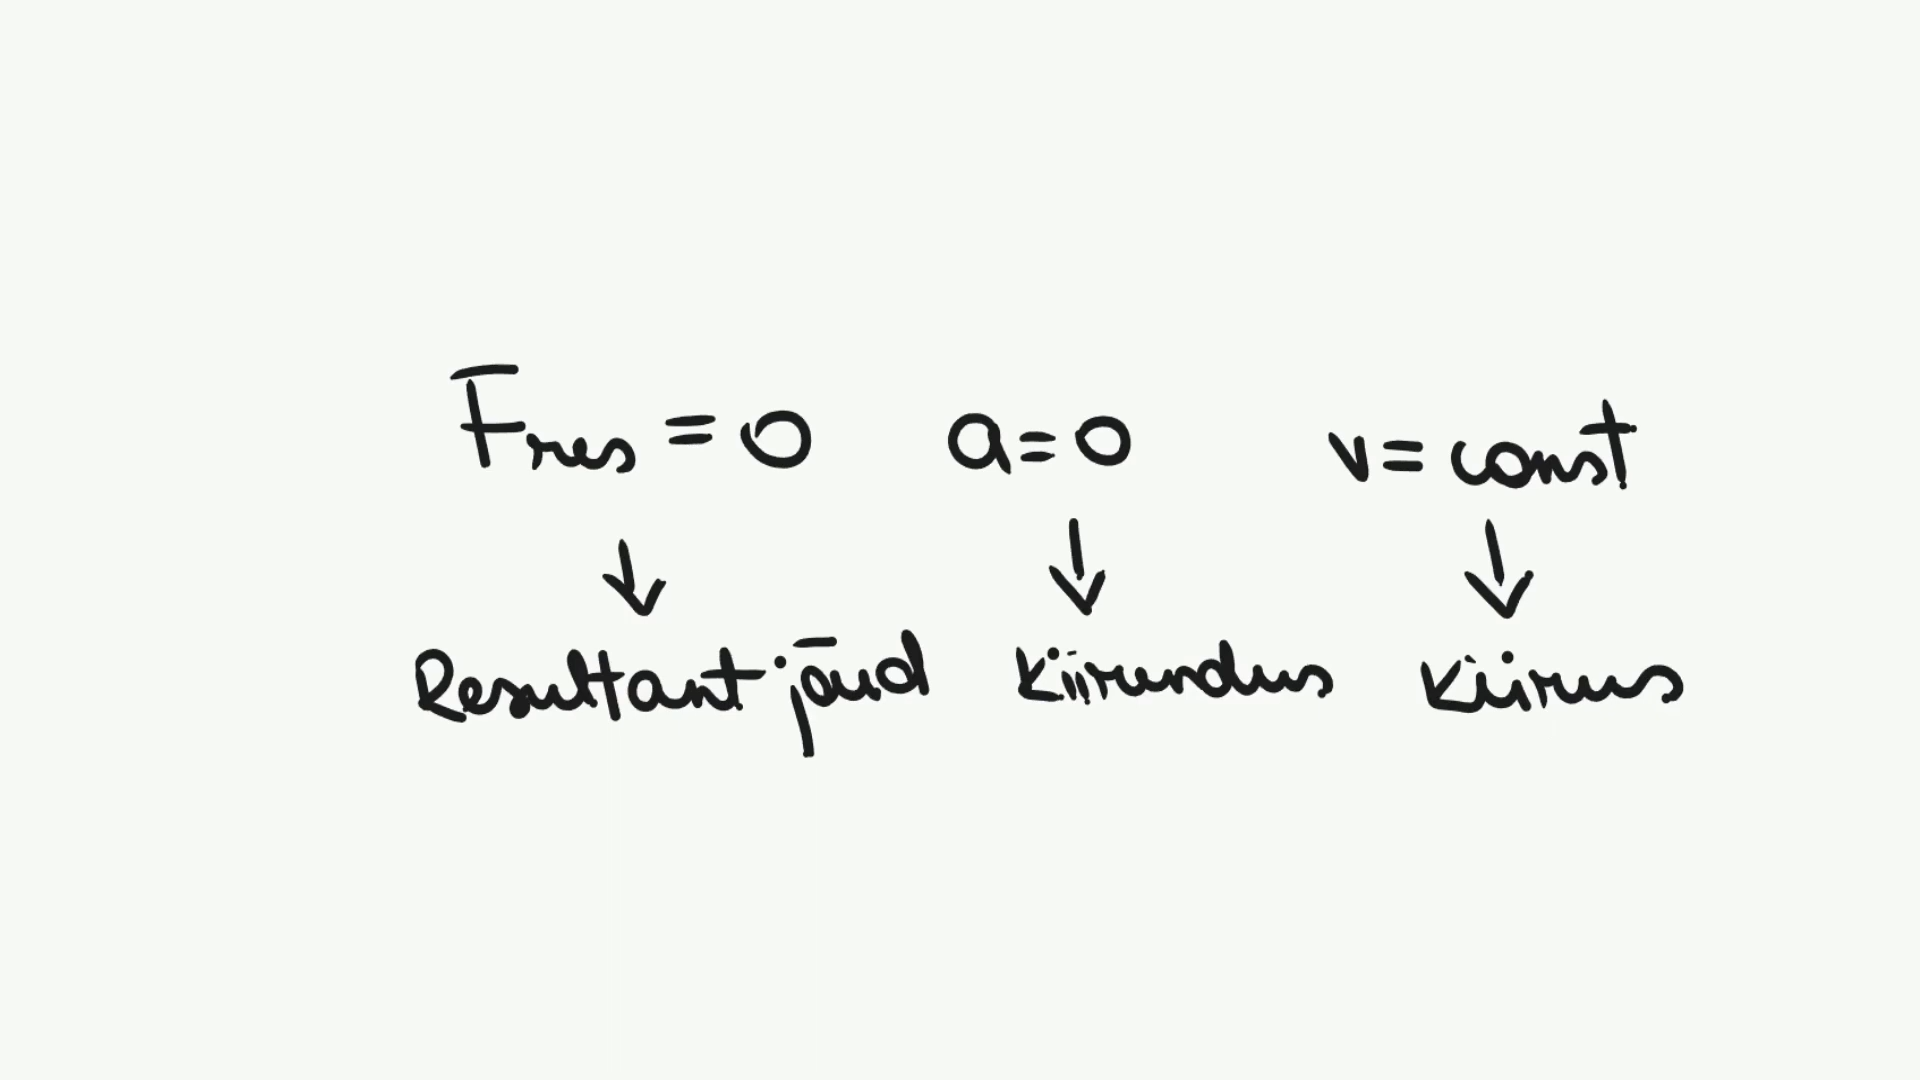 Fres = 0 a = 0 v = const
↓ ↓ ↓
Resultantjõud kiirendus kiirus